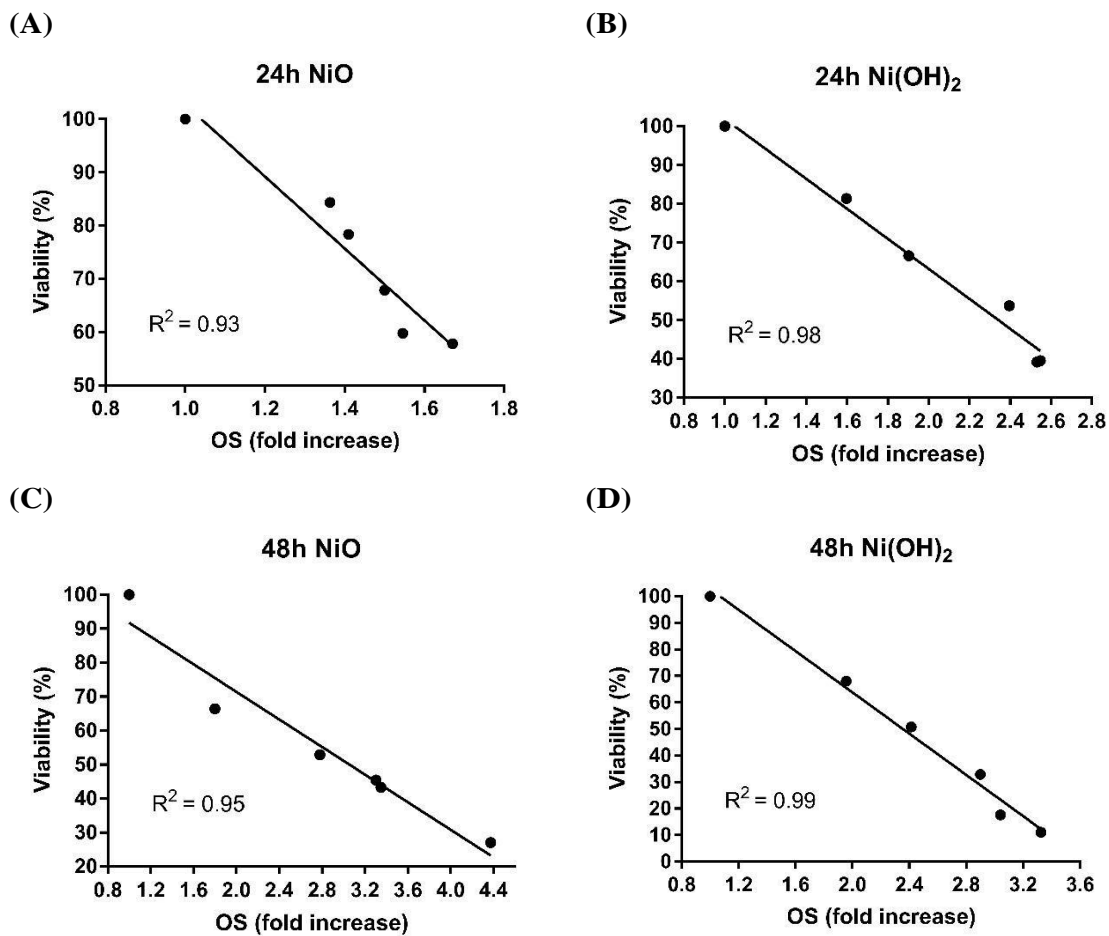 (A)
24h NiO
Viability (%)
100
90
80
70
60
50
R² = 0.93
0.8 1.0 1.2 1.4 1.6 1.8
OS (fold increase)
(B)
24h Ni(OH)₂
Viability (%)
100
90
80
70
60
50
40
30
R² = 0.98
0.8 1.0 1.2 1.4 1.6 1.8 2.0 2.2 2.4 2.6 2.8
OS (fold increase)
(C)
48h NiO
Viability (%)
100
90
80
70
60
50
40
30
20
R² = 0.95
0.8 1.2 1.6 2.0 2.4 2.8 3.2 3.6 4.0 4.4
OS (fold increase)
(D)
48h Ni(OH)₂
Viability (%)
100
90
80
70
60
50
40
30
20
10
0
R² = 0.99
0.8 1.2 1.6 2.0 2.4 2.8 3.2 3.6
OS (fold increase)